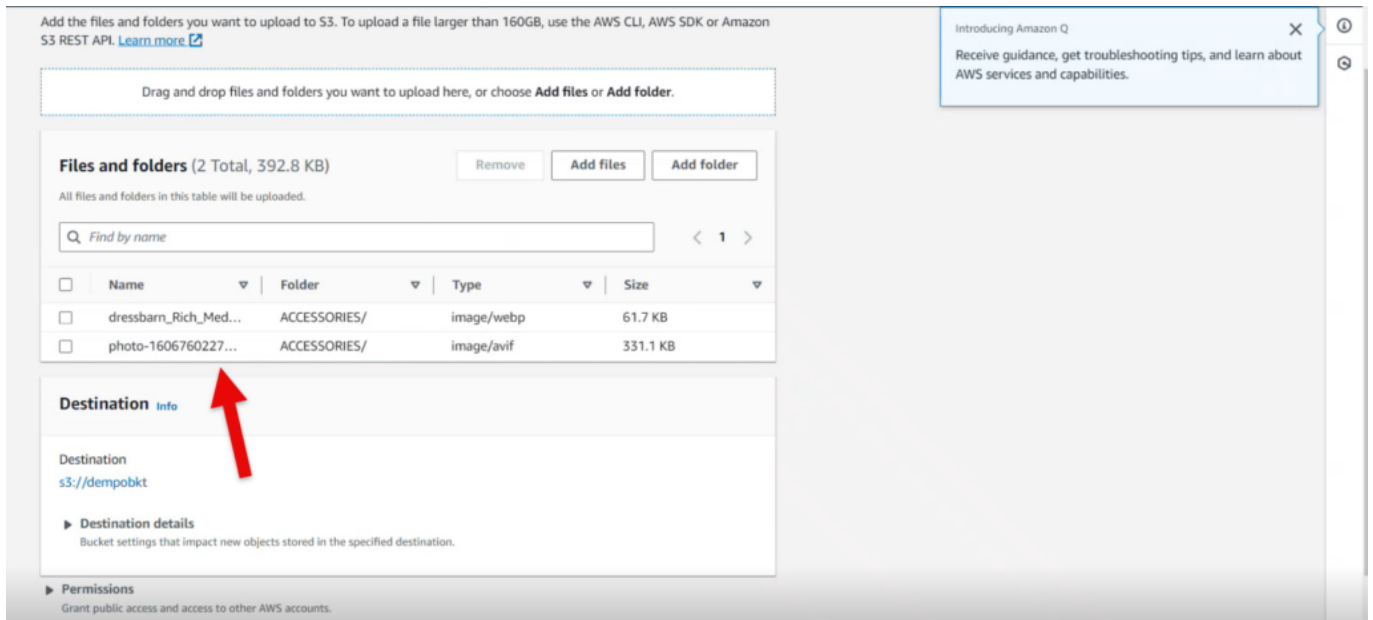 Add the files and folders you want to upload to S3. To upload a file larger than 160GB, use the AWS CLI, AWS SDK or Amazon
S3 REST API. Learn more
Drag and drop files and folders you want to upload here, or choose Add files or Add folder.
Files and folders (2 Total, 392.8 KB)
Remove
Add files
Add folder
All files and folders in this table will be uploaded.
Find by name
1
Name Folder Type Size
dressbarn_Rich_Med... ACCESSORIES/ image/webp 61.7 KB
photo-1606760227... ACCESSORIES/ image/avif 331.1 KB
Destination Info
Destination
s3://dempobkt
Destination details
Bucket settings that impact new objects stored in the specified destination.
Permissions
Grant public access and access to other AWS accounts.
Introducing Amazon Q
Receive guidance, get troubleshooting tips, and learn about
AWS services and capabilities.